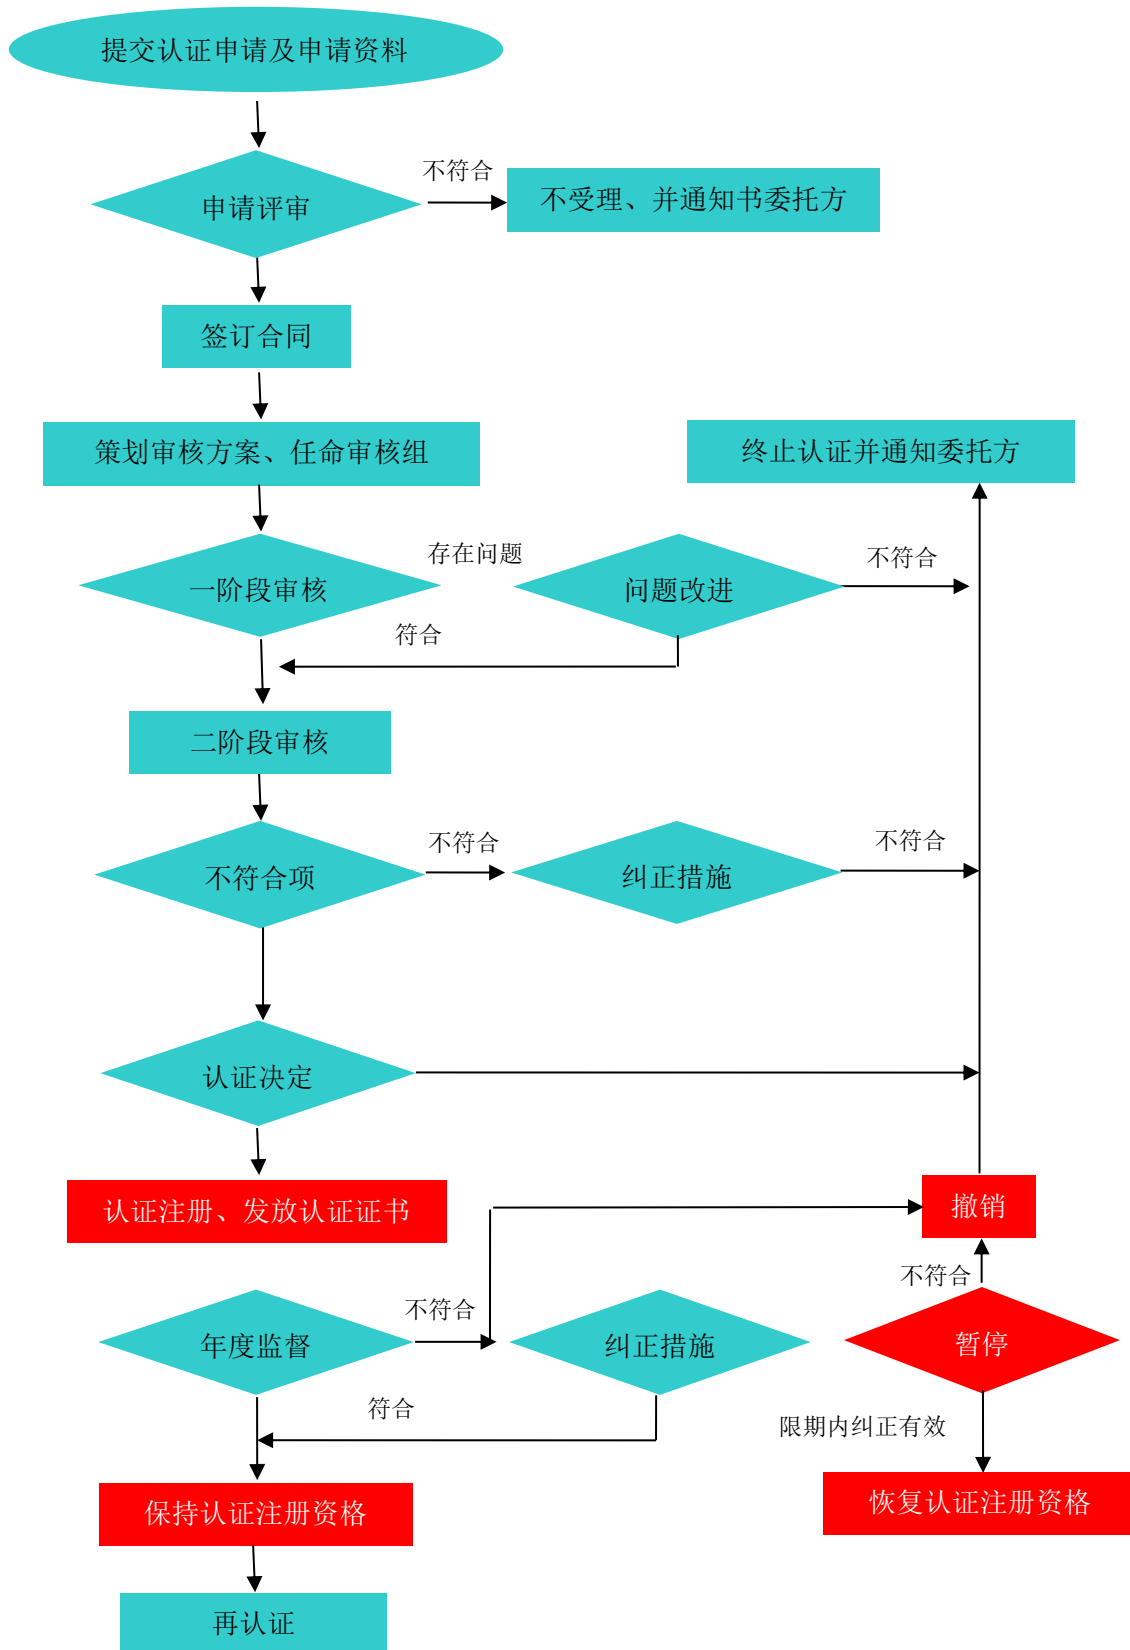 提交认证申请及申请资料
不符合
申请评审
不受理、并通知书委托方
签订合同
策划审核方案、任命审核组
终止认证并通知委托方
存在问题
不符合
一阶段审核
问题改进
符合
二阶段审核
不符合
不符合
不符合项
纠正措施
认证决定
认证注册、发放认证证书
撤销
不符合
不符合
年度监督
纠正措施
暂停
符合
限期内纠正有效
保持认证注册资格
恢复认证注册资格
再认证